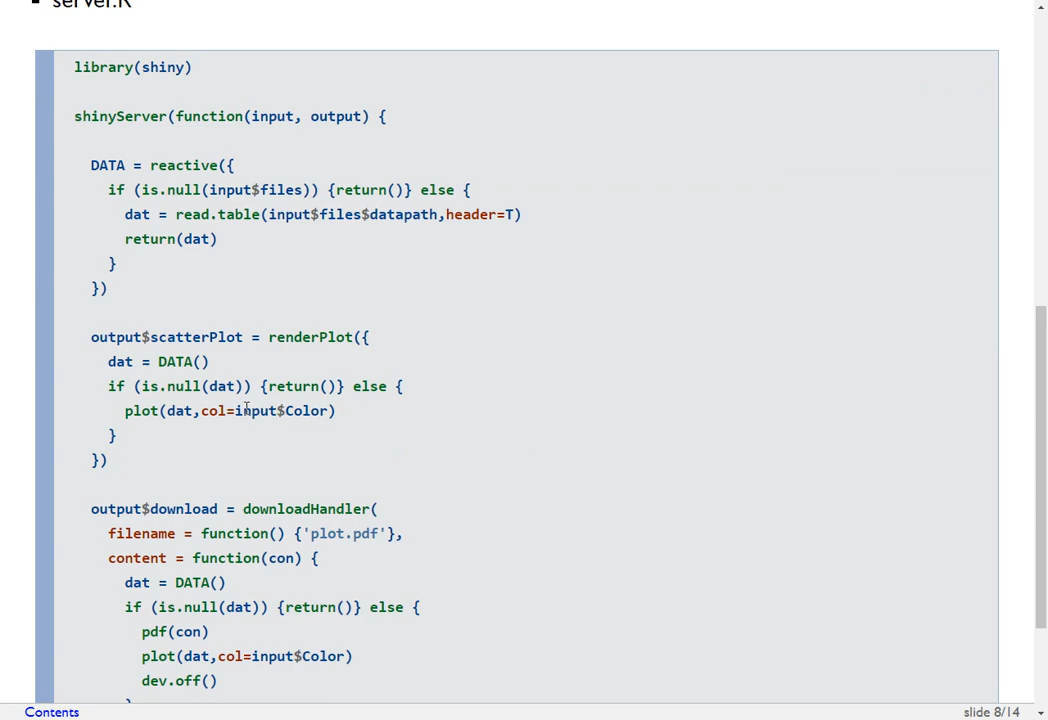 server.R
library(shiny)
shinyServer(function(input, output) {
DATA = reactive({
if (is.null(input$files)) {return()} else {
dat = read.table(input$files$datapath,header=T)
return(dat)
}
})
output$scatterPlot = renderPlot({
dat = DATA()
if (is.null(dat)) {return()} else {
plot(dat,col=input$Color)
}
})
output$download = downloadHandler(
filename = function() {'plot.pdf'},
content = function(con) {
dat = DATA()
if (is.null(dat)) {return()} else {
pdf(con)
plot(dat,col=input$Color)
dev.off()
}
Contents
slide 8/14